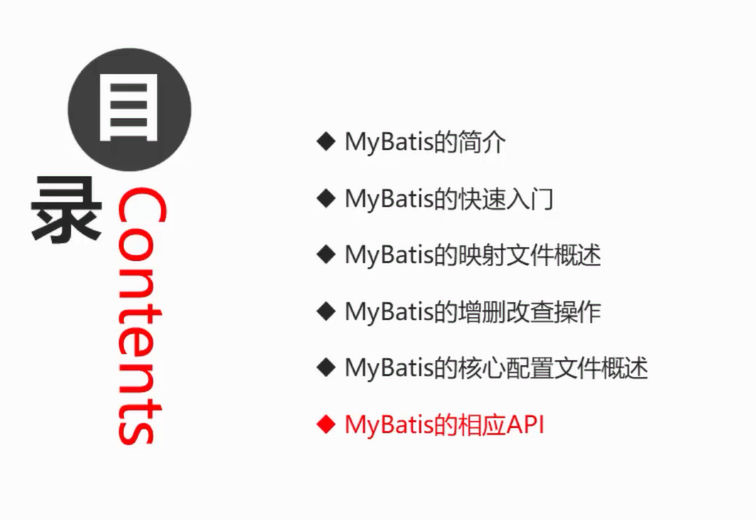 目录
Contents
◆ MyBatis的简介
◆ MyBatis的快速入门
◆ MyBatis的映射文件概述
◆ MyBatis的增删改查操作
◆ MyBatis的核心配置文件概述
◆ MyBatis的相应API